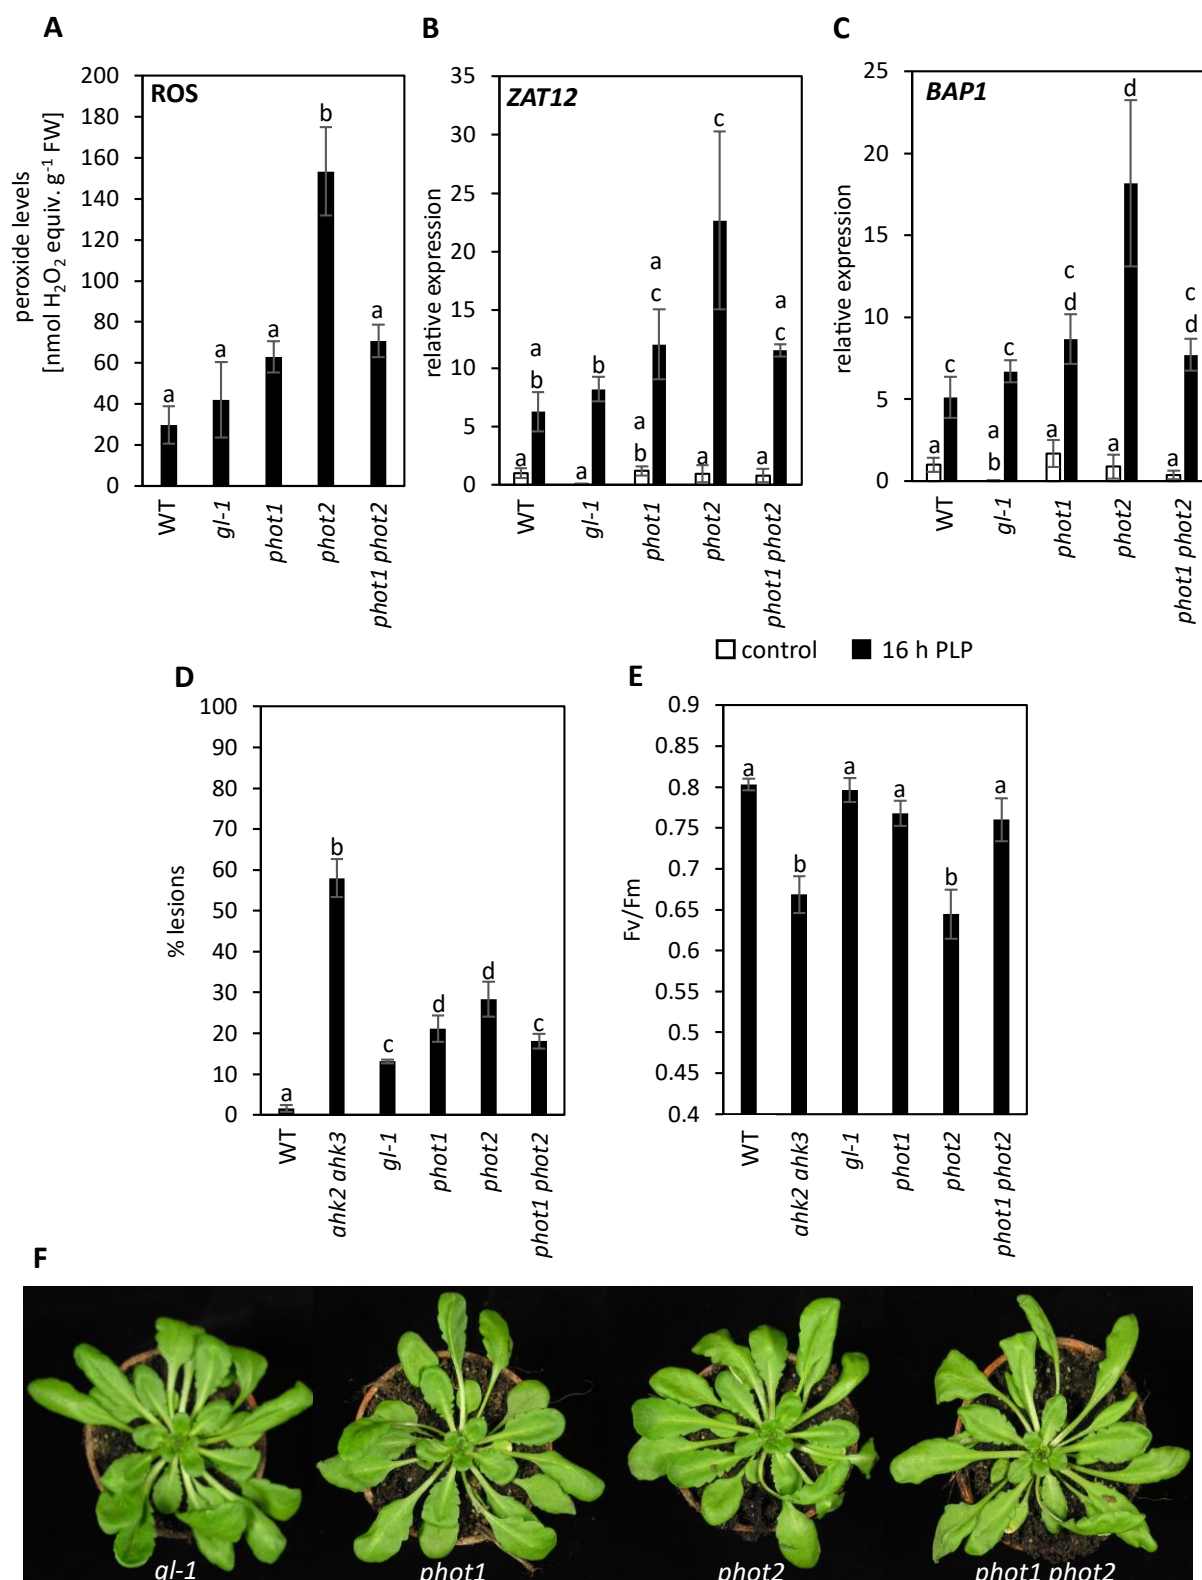 A
B
C
ROS
ZAT12
BAP1
peroxide levels
[nmol H₂O₂ equiv. g⁻¹ FW]
200
180
160
140
120
100
80
60
40
20
0
a
a
a
b
a
WT
gl-1
phot1
phot2
phot1 phot2
relative expression
35
30
25
20
15
10
5
0
a
a
b
a
b
a
b
a
c
a
c
a
a
c
WT
gl-1
phot1
phot2
phot1 phot2
relative expression
25
20
15
10
5
0
a
c
a
b
c
a
c
d
a
d
a
c
d
WT
gl-1
phot1
phot2
phot1 phot2
control
16 h PLP
D
E
% lesions
100
90
80
70
60
50
40
30
20
10
0
a
b
c
d
d
c
WT
ahk2 ahk3
gl-1
phot1
phot2
phot1 phot2
Fv/Fm
0.9
0.85
0.8
0.75
0.7
0.65
0.6
0.55
0.5
0.45
0.4
a
b
a
a
b
a
WT
ahk2 ahk3
gl-1
phot1
phot2
phot1 phot2
F
gl-1
phot1
phot2
phot1 phot2